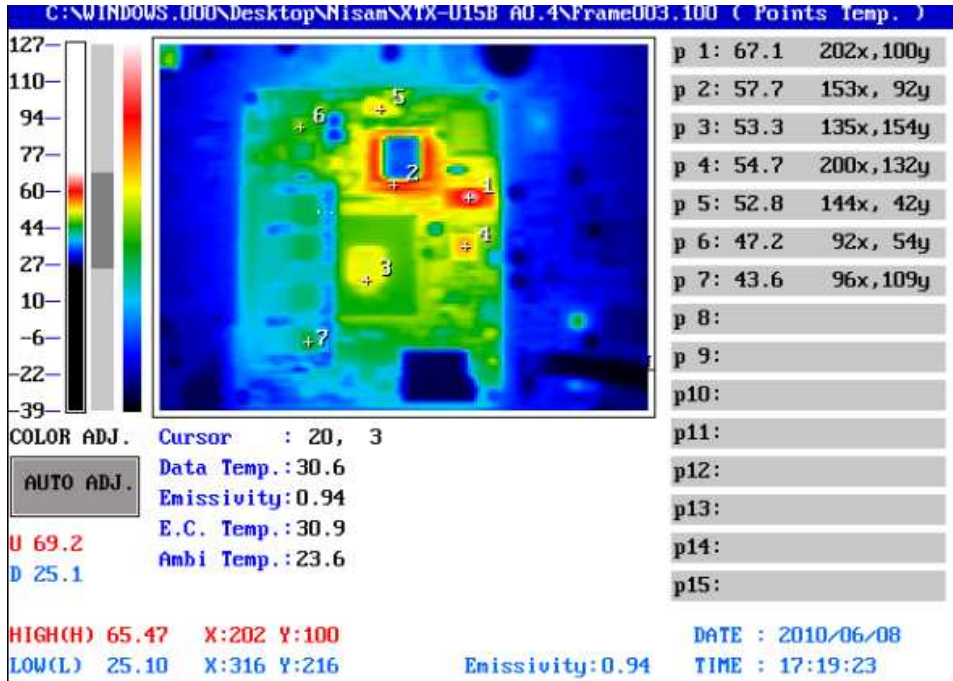 C:\WINDOWS.000\Desktop\Nisam\XTX-U15B A0.4\Frame003.100 ( Points Temp. )
127
110
94
77
60
44
27
10
-6
-22
-39
COLOR ADJ.
AUTO ADJ.
U 69.2
D 25.1
5
6
2
1
4
3
7
Cursor : 20, 3
Data Temp.:30.6
Emissivity:0.94
E.C. Temp.:30.9
Ambi Temp.:23.6
p 1: 67.1 202x,100y
p 2: 57.7 153x, 92y
p 3: 53.3 135x,154y
p 4: 54.7 200x,132y
p 5: 52.8 144x, 42y
p 6: 47.2 92x, 54y
p 7: 43.6 96x,109y
p 8:
p 9:
p10:
p11:
p12:
p13:
p14:
p15:
HIGH(H) 65.47 X:202 Y:100
LOW(L) 25.10 X:316 Y:216
Emissivity:0.94
DATE : 2010/06/08
TIME : 17:19:23